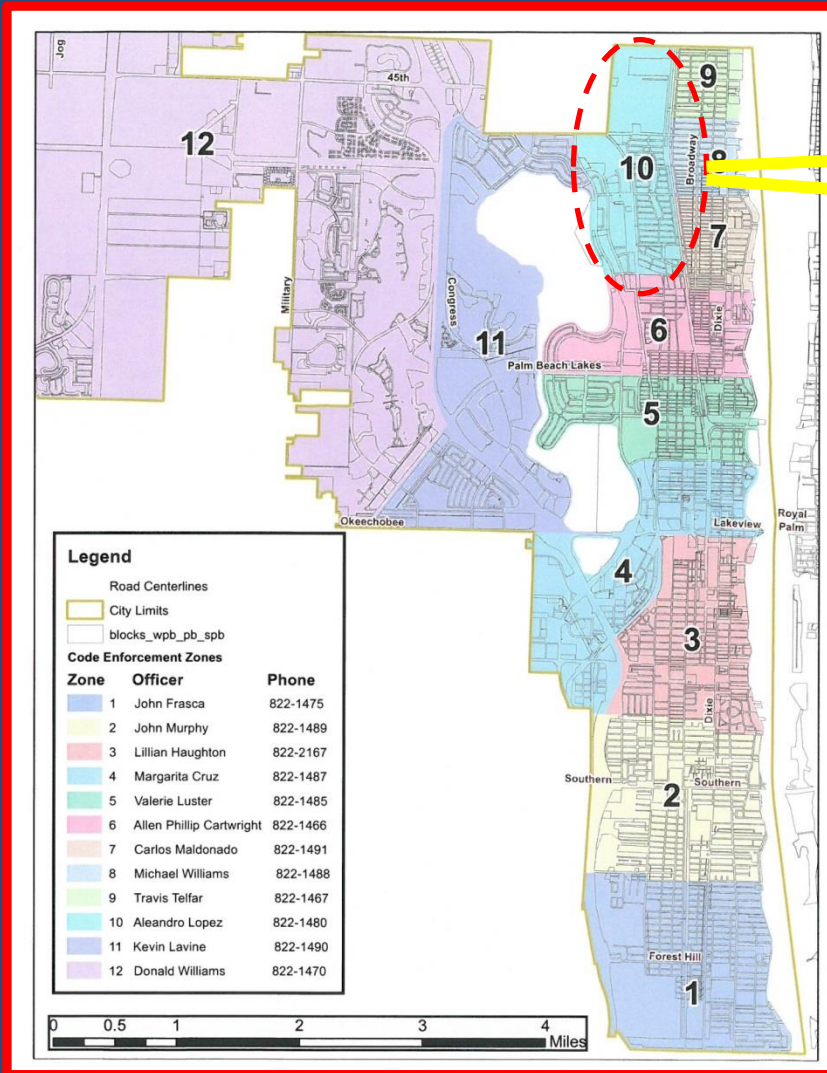 Jog
45th
9
12
10
Broadway
8
7
Military
Congress
11
6
Dixie
Palm Beach Lakes
5
Okeechobee
Lakeview
Royal
Palm
4
3
Dixie
Southern
Southern
2
Forest Hill
1
Legend
Road Centerlines
City Limits
blocks_wpb_pb_spb
Code Enforcement Zones
Zone Officer Phone
1 John Frasca 822-1475
2 John Murphy 822-1489
3 Lillian Haughton 822-2167
4 Margarita Cruz 822-1487
5 Valerie Luster 822-1485
6 Allen Phillip Cartwright 822-1466
7 Carlos Maldonado 822-1491
8 Michael Williams 822-1488
9 Travis Telfar 822-1467
10 Aleandro Lopez 822-1480
11 Kevin Lavine 822-1490
12 Donald Williams 822-1470
0 0.5 1 2 3 4
Miles